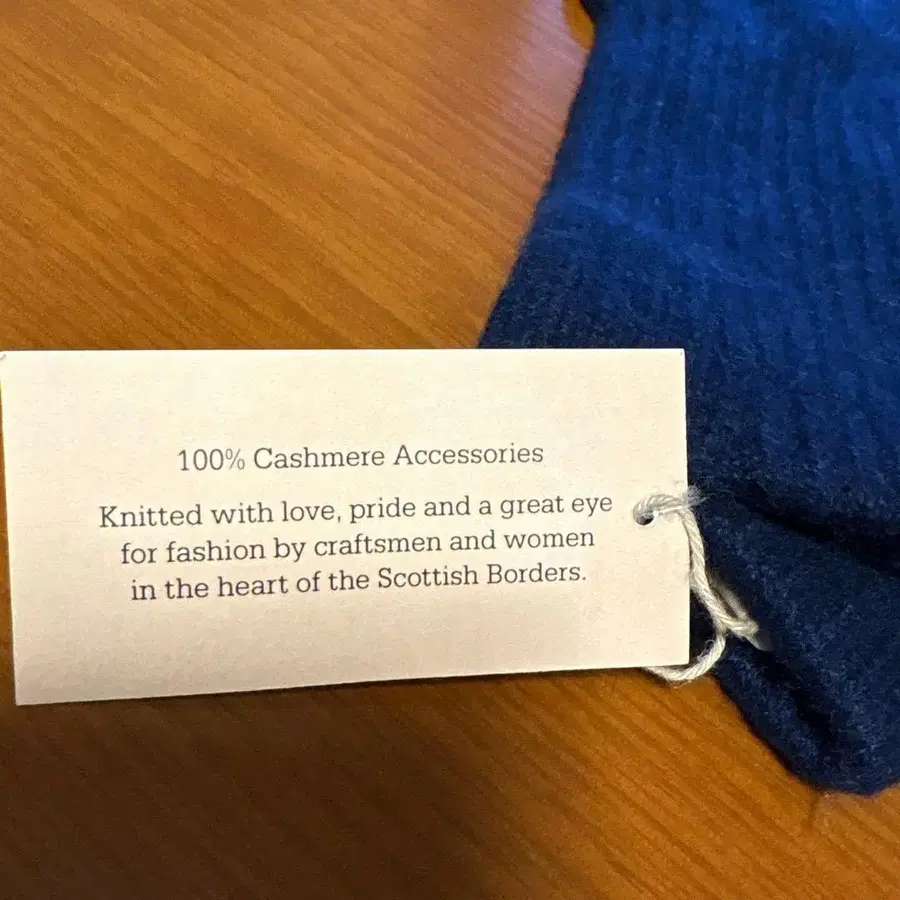 100% Cashmere Accessories
Knitted with love, pride and a great eye
for fashion by craftsmen and women
in the heart of the Scottish Borders.